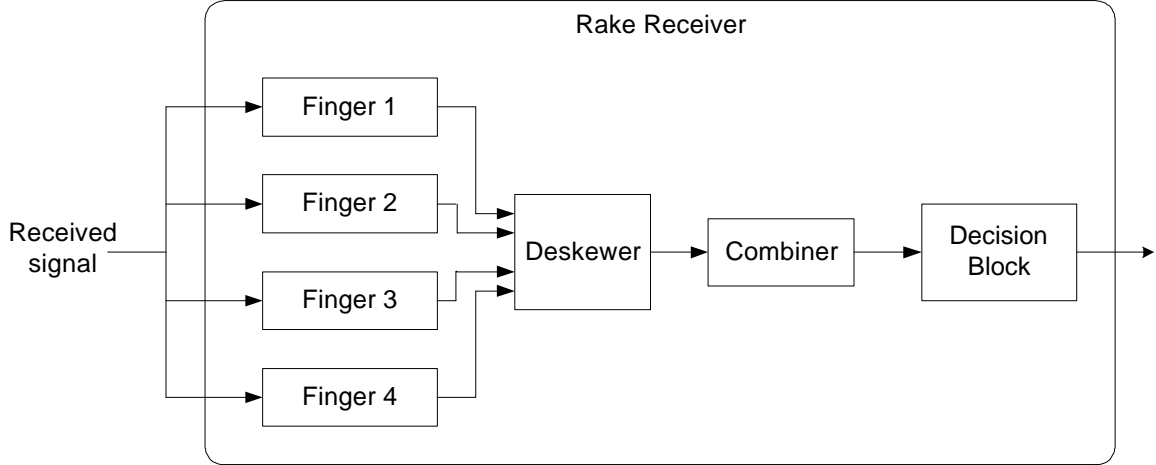 Rake Receiver
Finger 1
Finger 2
Finger 3
Finger 4
Received
signal
Deskewer
Combiner
Decision
Block